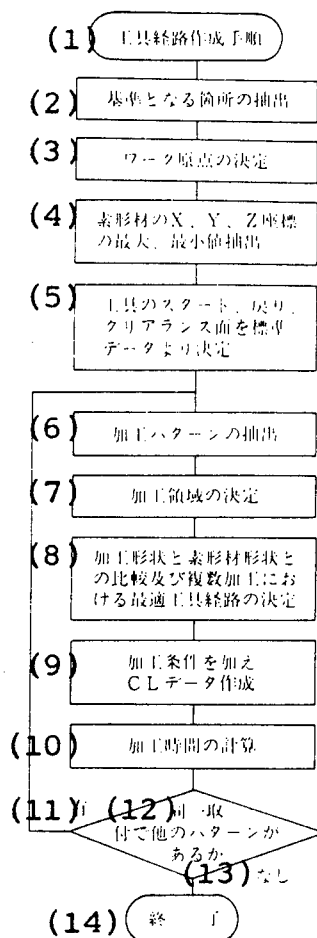 (1) 工具経路作成手順
(2) 基準となる箇所の抽出
(3) ワーク原点の決定
(4) 素形材のX、Y、Z座標
の最大、最小値抽出
(5) 工具のスタート、戻り、
クリアランス面を標準
データより決定
(6) 加工パターンの抽出
(7) 加工領域の決定
(8) 加工形状と素形材形状と
の比較及び複数加工にお
ける最適工具経路の決定
(9) 加工条件を加え
CLデータ作成
(10) 加工時間の計算
(11) 有 (12) 同一取
付で他のパターンが
あるか
(13) なし
(14) 終了